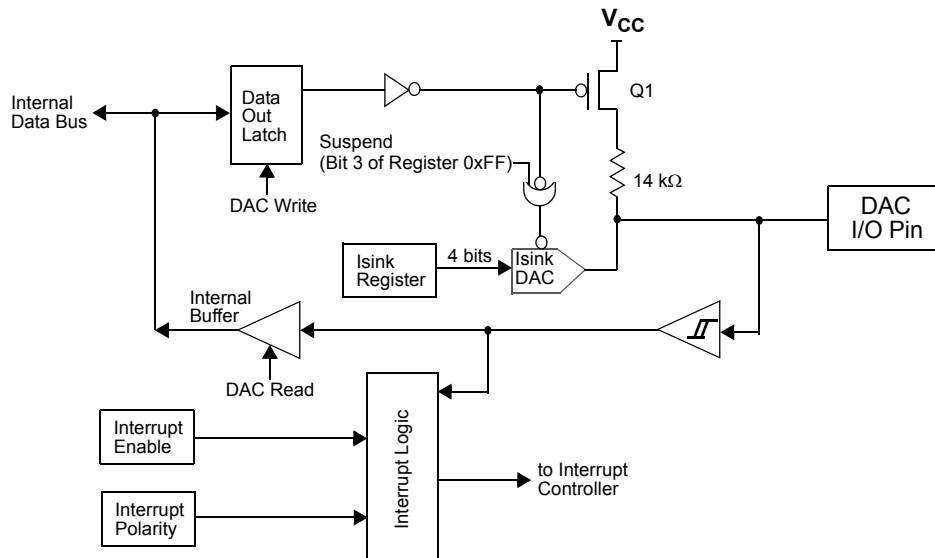 VCC
Internal
Data Bus
Data
Out
Latch
Q1
Suspend
(Bit 3 of Register 0xFF)
14 kΩ
DAC Write
DAC
I/O Pin
Isink
Register
4 bits
Isink
DAC
Internal
Buffer
DAC Read
Interrupt
Enable
Interrupt Logic
to Interrupt
Controller
Interrupt
Polarity